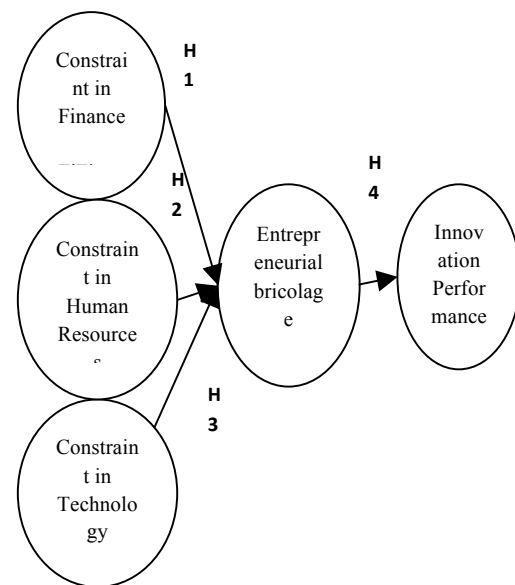 H
1
Constrai
nt in
Finance
H
2
Constrain
t in
Human
Resource
Entrepr
eneurial
bricolag
e
H
4
Innov
ation
Perfor
mance
H
3
Constrain
t in
Technolo
gy